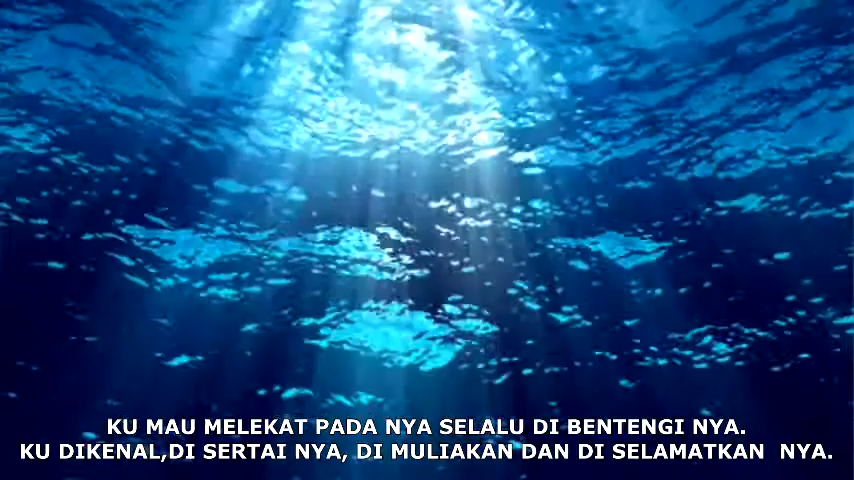 KU MAU MELEKAT PADA NYA SELALU DI BENTENGI NYA.
KU DIKENAL,DI SERTAI NYA, DI MULIAKAN DAN DI SELAMATKAN  NYA.